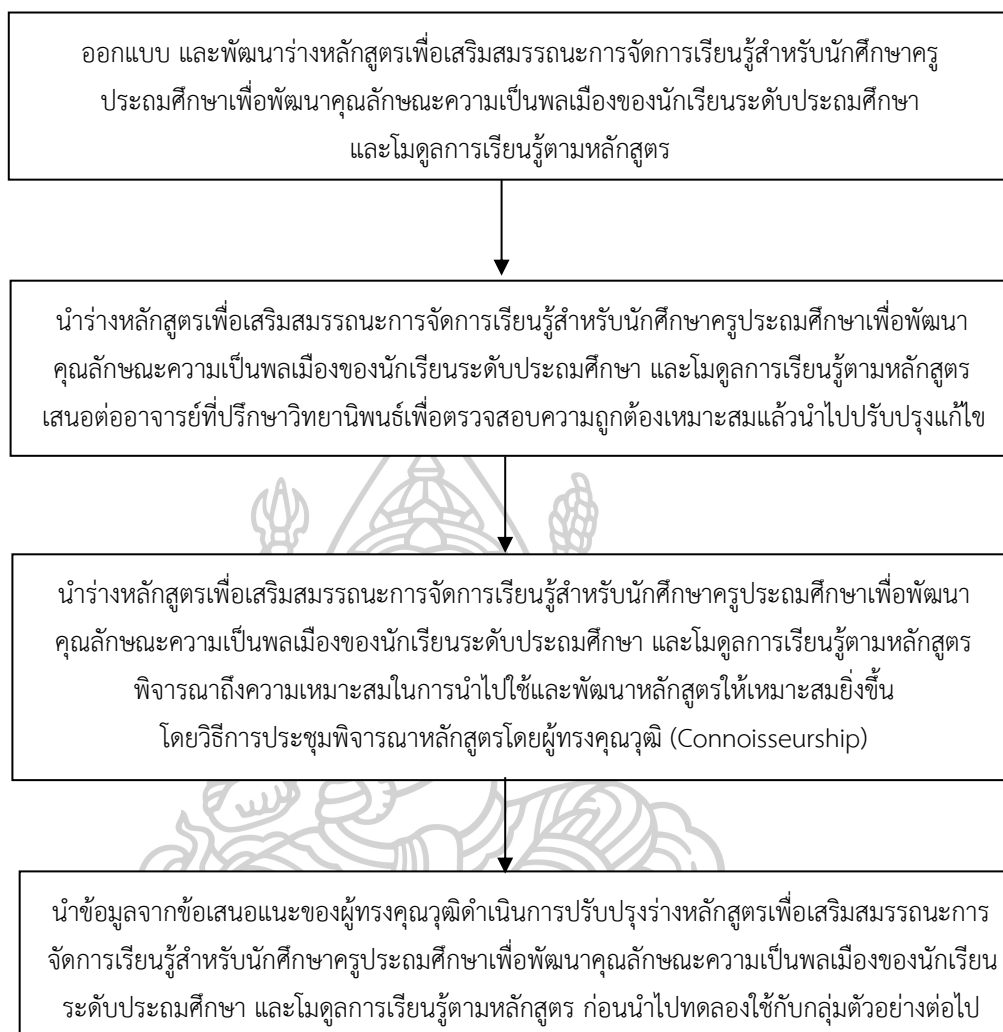 ออกแบบ และพัฒนาร่างหลักสูตรเพื่อเสริมสมรรถนะการจัดการเรียนรู้สำหรับนักศึกษาครู
ประถมศึกษาเพื่อพัฒนาคุณลักษณะความเป็นพลเมืองของนักเรียนระดับประถมศึกษา
และโมดูลการเรียนรู้ตามหลักสูตร
นำร่างหลักสูตรเพื่อเสริมสมรรถนะการจัดการเรียนรู้สำหรับนักศึกษาครูประถมศึกษาเพื่อพัฒนา
คุณลักษณะความเป็นพลเมืองของนักเรียนระดับประถมศึกษา และโมดูลการเรียนรู้ตามหลักสูตร
เสนอต่ออาจารย์ที่ปรึกษาวิทยานิพนธ์เพื่อตรวจสอบความถูกต้องเหมาะสมแล้วนำไปปรับปรุงแก้ไข
นำร่างหลักสูตรเพื่อเสริมสมรรถนะการจัดการเรียนรู้สำหรับนักศึกษาครูประถมศึกษาเพื่อพัฒนา
คุณลักษณะความเป็นพลเมืองของนักเรียนระดับประถมศึกษา และโมดูลการเรียนรู้ตามหลักสูตร
พิจารณาถึงความเหมาะสมในการนำไปใช้และพัฒนาหลักสูตรให้เหมาะสมยิ่งขึ้น
โดยวิธีการประชุมพิจารณาหลักสูตรโดยผู้ทรงคุณวุฒิ (Connoisseurship)
นำข้อมูลจากข้อเสนอแนะของผู้ทรงคุณวุฒิดำเนินการปรับปรุงร่างหลักสูตรเพื่อเสริมสมรรถนะการ
จัดการเรียนรู้สำหรับนักศึกษาครูประถมศึกษาเพื่อพัฒนาคุณลักษณะความเป็นพลเมืองของนักเรียน
ระดับประถมศึกษา และโมดูลการเรียนรู้ตามหลักสูตร ก่อนนำไปทดลองใช้กับกลุ่มตัวอย่างต่อไป